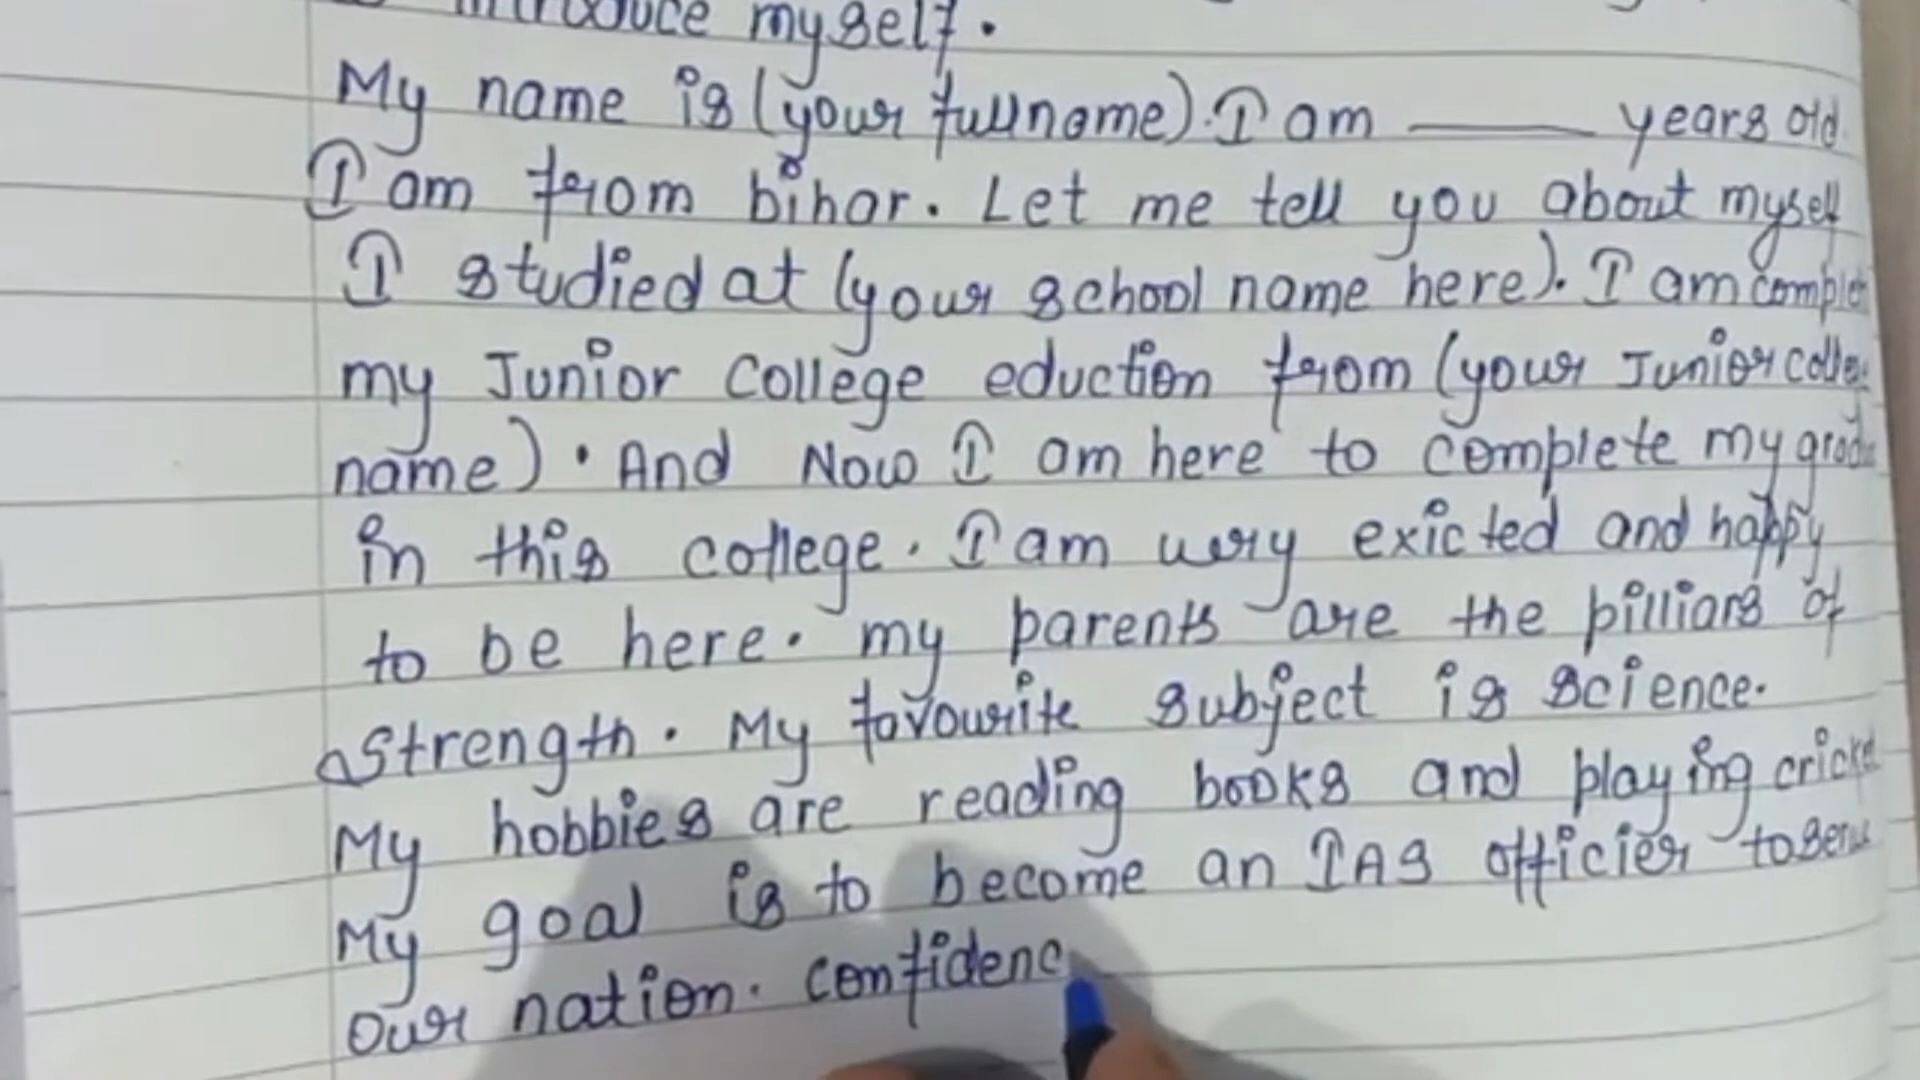 introduce myself.
My name is (your fullname). I am ______ years old.
I am from bihar. Let me tell you about myself
I studied at (your school name here). I am complet
my Junior College eduction from (your Junior colle
name). And Now I am here to complete my gradu
in this college. I am very exicted and happy
to be here. my parents are the pilliars of
Strength. My favourite subject is science.
My hobbies are reading books and playing cricket
My goal is to become an IAS officier to serve
our nation. confidenc